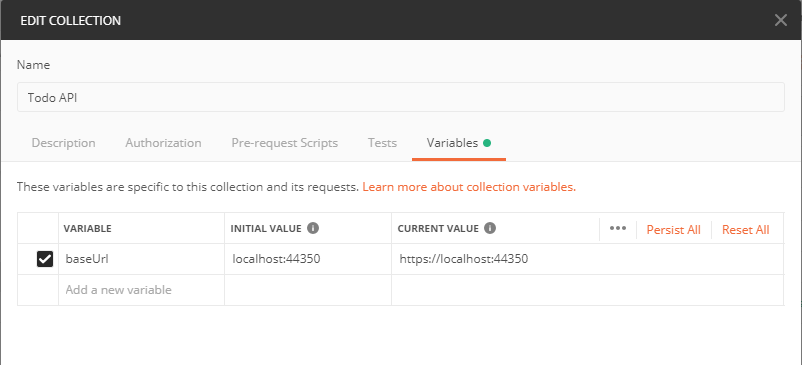 EDIT COLLECTION
Name
Todo API
Description Authorization Pre-request Scripts Tests Variables
These variables are specific to this collection and its requests. Learn more about collection variables.
VARIABLE INITIAL VALUE CURRENT VALUE Persist All Reset All
baseUrl localhost:44350 https://localhost:44350
Add a new variable